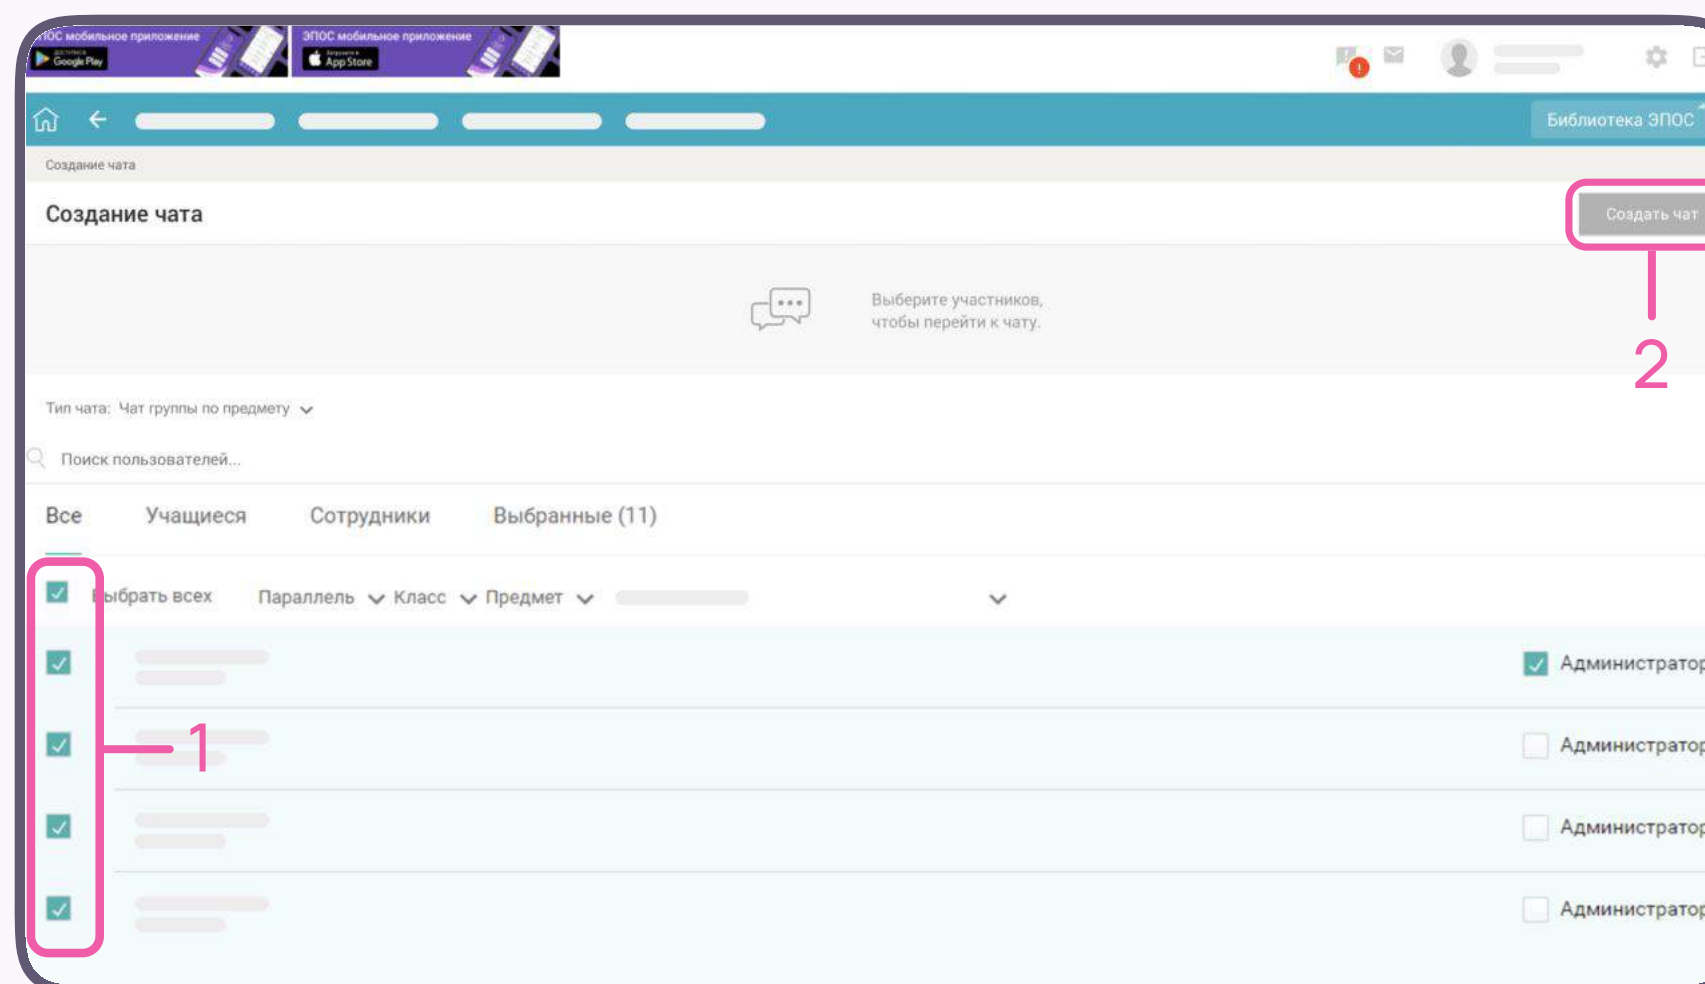 ЭПОС мобильное приложение
Google Play
ЭПОС мобильное приложение
Загрузите в
App Store
Библиотека ЭПОС
Создание чата
Создание чата
Создать чат
Выберите участников,
чтобы перейти к чату.
2
Тип чата: Чат группы по предмету
Поиск пользователей...
Все Учащиеся Сотрудники Выбранные (11)
Выбрать всех Параллель Класс Предмет
Администратор
1
Администратор
Администратор
Администратор